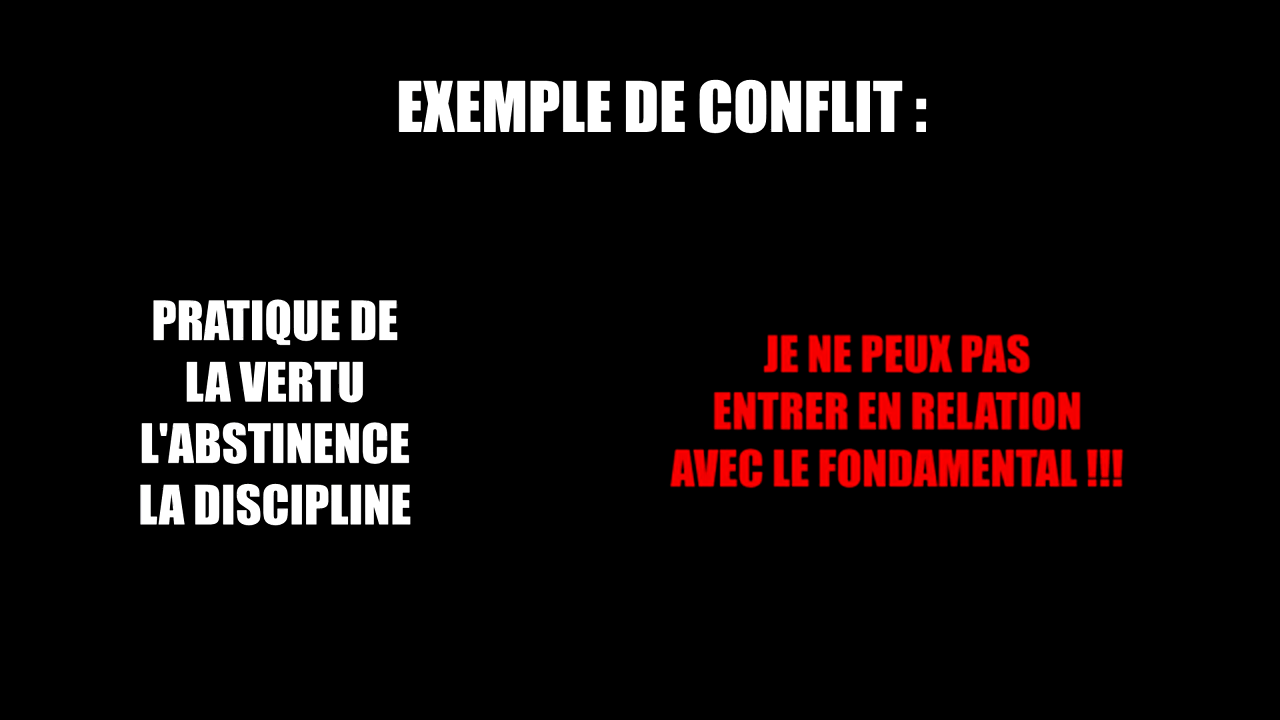 EXEMPLE DE CONFLIT :
PRATIQUE DE
LA VERTU
L'ABSTINENCE
LA DISCIPLINE
JE NE PEUX PAS
ENTRER EN RELATION
AVEC LE FONDAMENTAL !!!